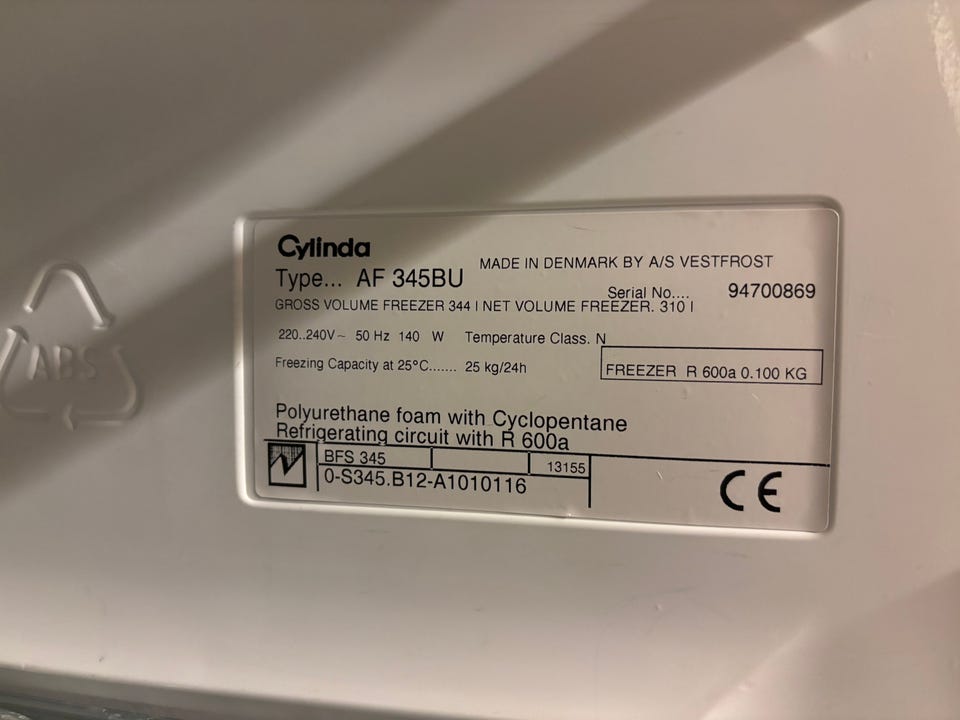 ABS
Cylinda
MADE IN DENMARK BY A/S VESTFROST
Type... AF 345BU
Serial No.... 94700869
GROSS VOLUME FREEZER 344 l NET VOLUME FREEZER. 310 l
220..240V~ 50 Hz 140 W Temperature Class. N
Freezing Capacity at 25°C....... 25 kg/24h
FREEZER R 600a 0.100 KG
Polyurethane foam with Cyclopentane
Refrigerating circuit with R 600a
BFS 345 13155
0-S345.B12-A1010116
CE